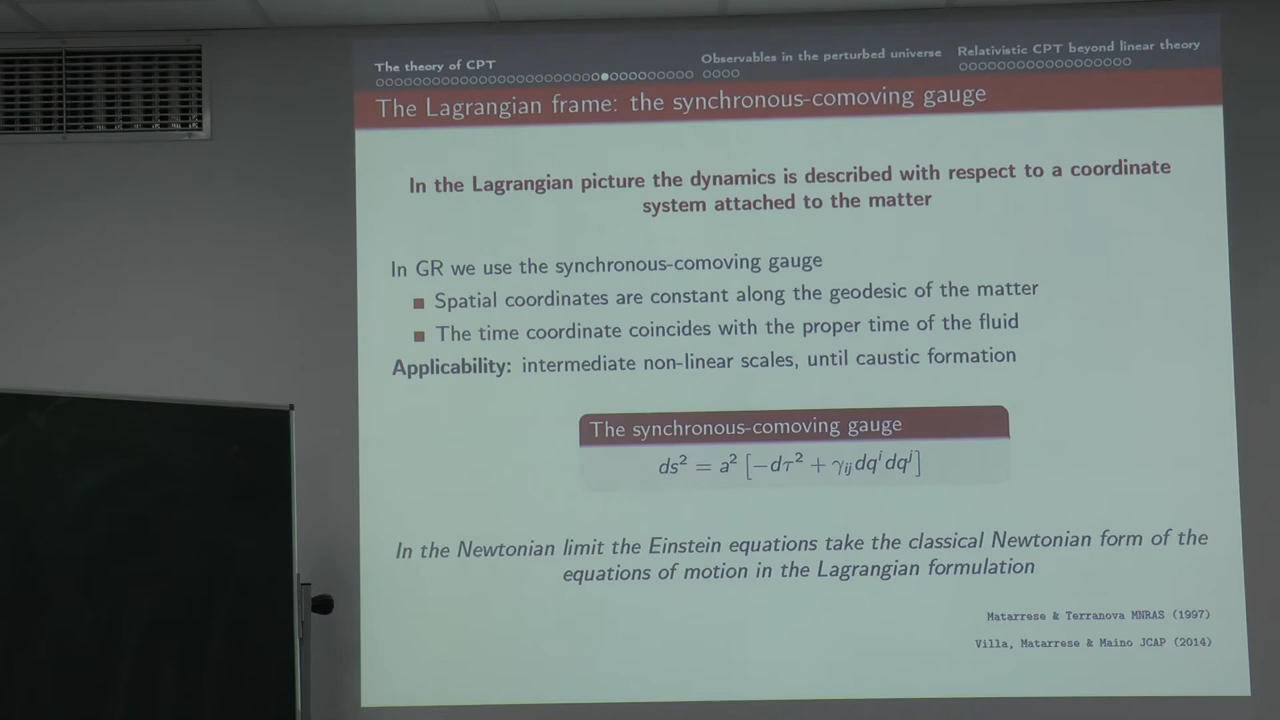 The theory of CPT
Observables in the perturbed universe
Relativistic CPT beyond linear theory
The Lagrangian frame: the synchronous-comoving gauge
In the Lagrangian picture the dynamics is described with respect to a coordinate
system attached to the matter
In GR we use the synchronous-comoving gauge
Spatial coordinates are constant along the geodesic of the matter
The time coordinate coincides with the proper time of the fluid
Applicability: intermediate non-linear scales, until caustic formation
The synchronous-comoving gauge
ds² = a² [−dτ² + γᵢⱼdqⁱdqʲ]
In the Newtonian limit the Einstein equations take the classical Newtonian form of the
equations of motion in the Lagrangian formulation
Matarrese & Terranova MNRAS (1997)
Villa, Matarrese & Maino JCAP (2014)